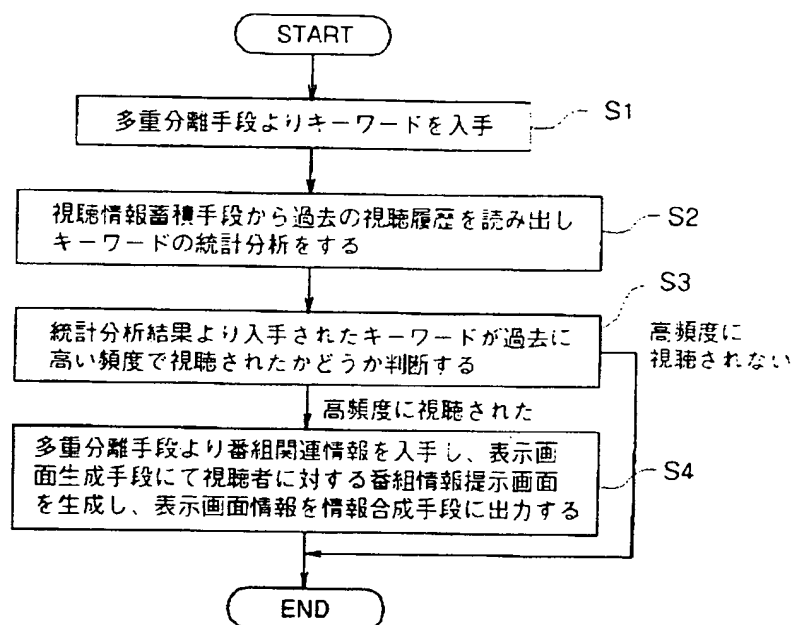 START
多重分離手段よりキーワードを入手
S1
視聴情報蓄積手段から過去の視聴履歴を読み出し
キーワードの統計分析をする
S2
S3
統計分析結果より入手されたキーワードが過去に
高い頻度で視聴されたかどうか判断する
高頻度に
視聴されない
高頻度に視聴された
多重分離手段より番組関連情報を入手し、表示画
面生成手段にて視聴者に対する番組情報提示画面
を生成し、表示画面情報を情報合成手段に出力する
S4
END